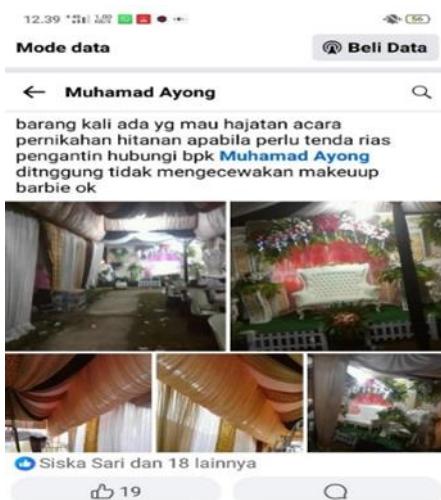 12.39
56
Mode data
Beli Data
Muhamad Ayong
barang kali ada yg mau hajatan acara
pernikahan hitanan apabila perlu tenda rias
pengantin hubungi bpk Muhamad Ayong
ditnggung tidak mengecewakan makeuup
barbie ok
Siska Sari dan 18 lainnya
19